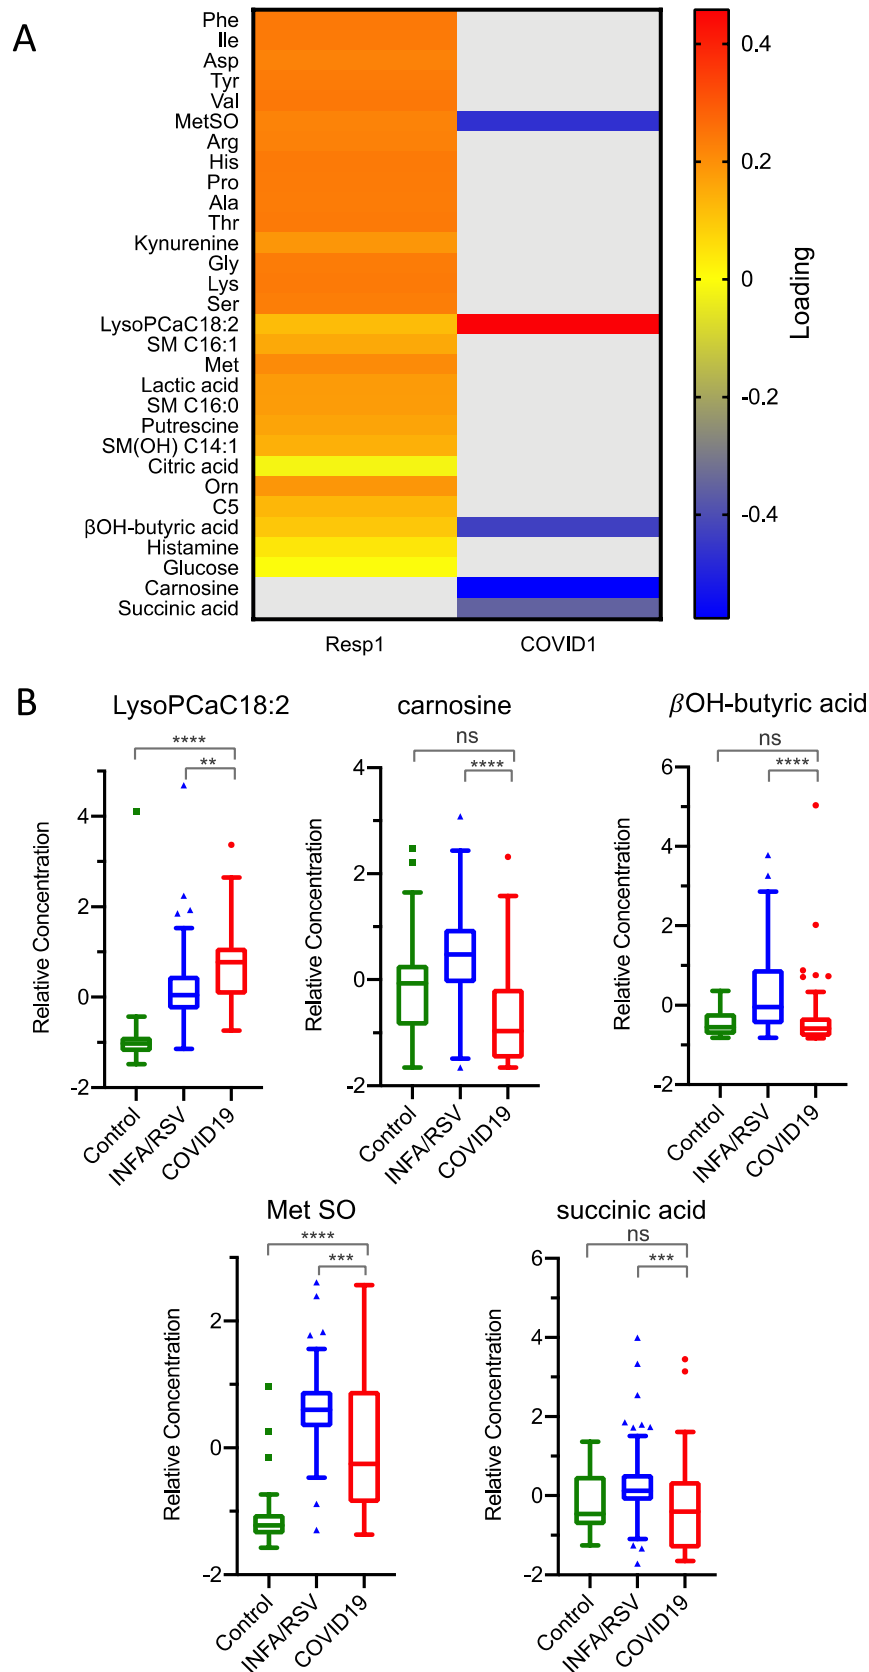 A
Phe
Ile
Asp
Tyr
Val
MetSO
Arg
His
Pro
Ala
Thr
Kynurenine
Gly
Lys
Ser
LysoPCaC18:2
SM C16:1
Met
Lactic acid
SM C16:0
Putrescine
SM(OH) C14:1
Citric acid
Orn
C5
βOH-butyric acid
Histamine
Glucose
Carnosine
Succinic acid
Resp1 COVID1
0.4
0.2
0
-0.2
-0.4
Loading
B
LysoPCaC18:2
****
**
Relative Concentration
4
2
0
-2
Control
INFA/RSV
COVID19
carnosine
ns
****
Relative Concentration
4
2
0
-2
Control
INFA/RSV
COVID19
βOH-butyric acid
ns
****
Relative Concentration
6
2
0
-2
Control
INFA/RSV
COVID19
Met SO
****
***
Relative Concentration
2
0
-2
Control
INFA/RSV
COVID19
succinic acid
ns
***
Relative Concentration
6
4
2
0
-2
Control
INFA/RSV
COVID19